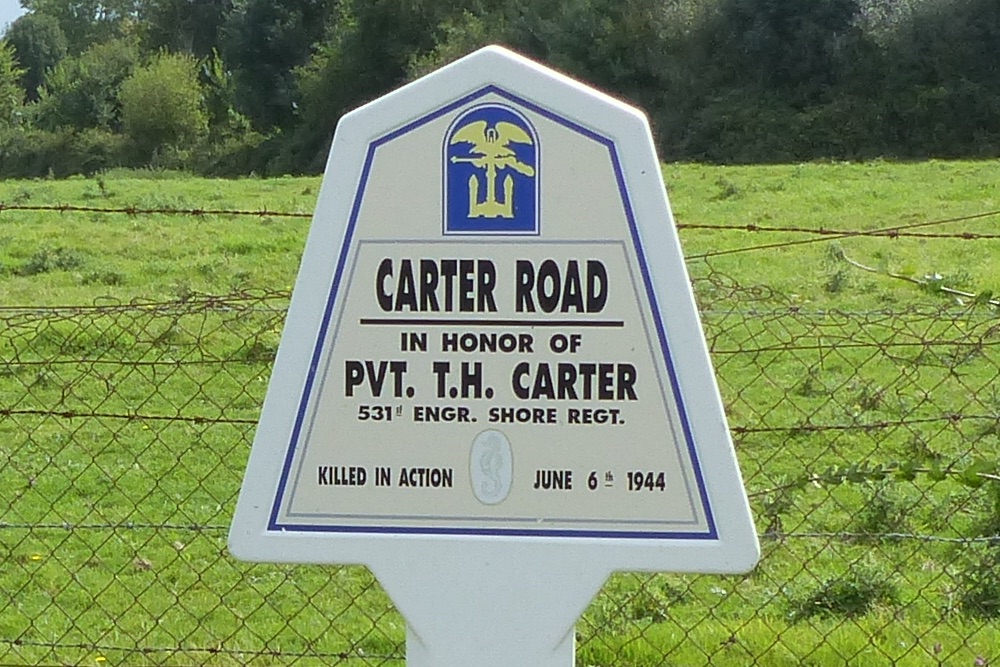 CARTER ROAD
IN HONOR OF
PVT. T.H. CARTER
531st ENGR. SHORE REGT.
KILLED IN ACTION JUNE 6th 1944